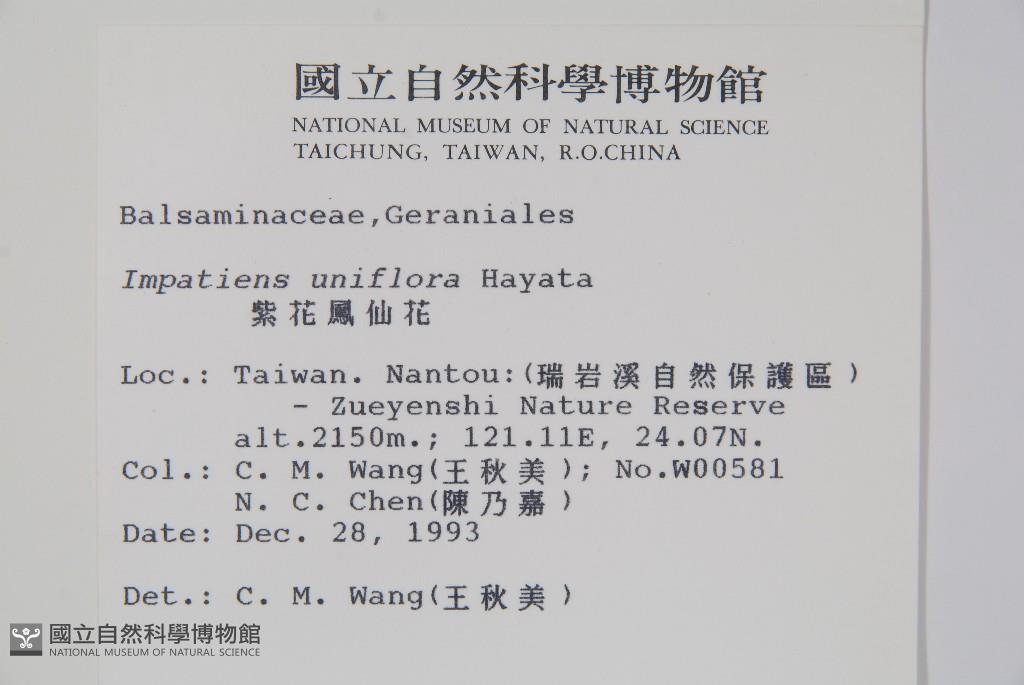 國立自然科學博物館
NATIONAL MUSEUM OF NATURAL SCIENCE
TAICHUNG, TAIWAN, R.O.CHINA
Balsaminaceae,Geraniales
Impatiens uniflora Hayata
紫花鳳仙花
Loc.: Taiwan. Nantou:(瑞岩溪自然保護區)
- Zueyenshi Nature Reserve
alt.2150m.; 121.11E, 24.07N.
Col.: C. M. Wang(王秋美); No.W00581
N. C. Chen(陳乃嘉)
Date: Dec. 28, 1993
Det.: C. M. Wang(王秋美)
國立自然科學博物館
NATIONAL MUSEUM OF NATURAL SCIENCE